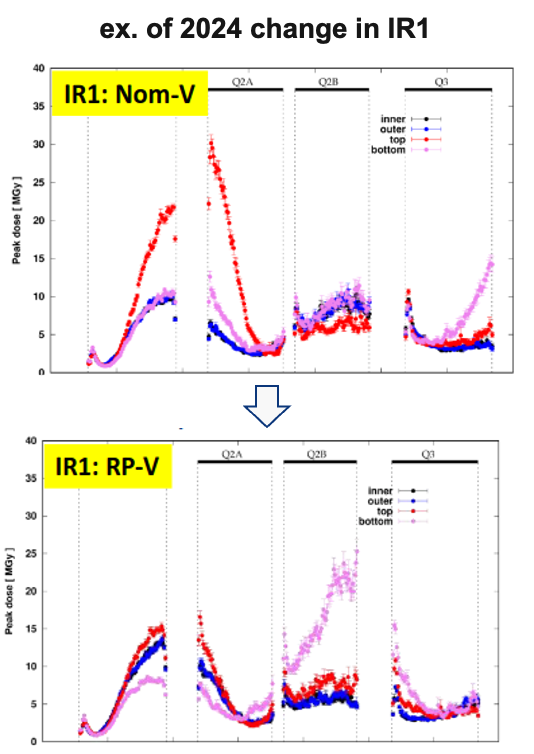 ex. of 2024 change in IR1
IR1: Nom-V
Q2A
Q2B
Q3
inner
outer
top
bottom
Peak dose [ MGy]
40
35
30
25
20
15
10
5
0
IR1: RP-V
Q2A
Q2B
Q3
inner
outer
top
bottom
Peak dose [ MGy]
40
35
30
25
20
15
10
5
0